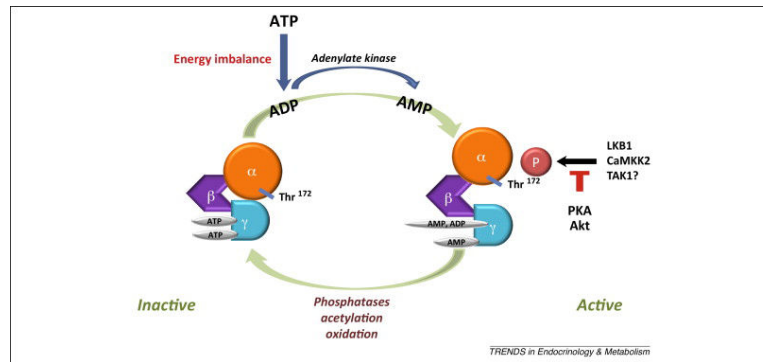 ATP
Energy imbalance
Adenylate kinase
ADP
AMP
α
β
γ
ATP
ATP
Thr 172
α
P
β
Thr 172
γ
AMP, ADP
AMP
LKB1
CaMKK2
TAK1?
PKA
Akt
Inactive
Phosphatases
acetylation
oxidation
Active
TRENDS in Endocrinology & Metabolism